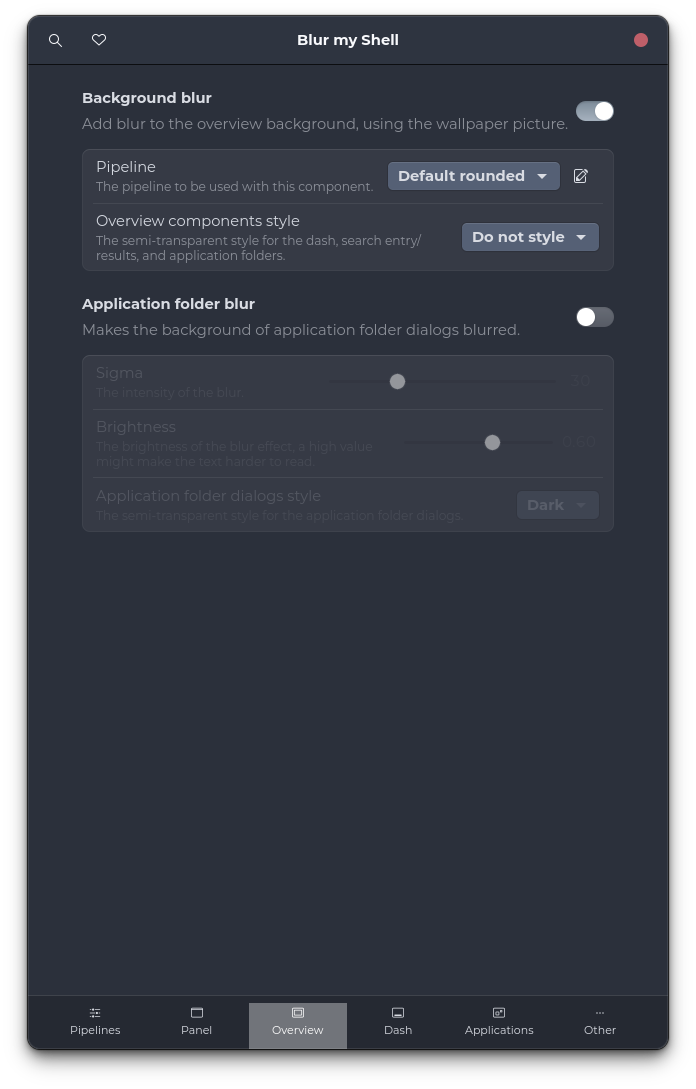 Blur my Shell
Background blur
Add blur to the overview background, using the wallpaper picture.
Pipeline
The pipeline to be used with this component.
Default rounded
Overview components style
The semi-transparent style for the dash, search entry/
results, and application folders.
Do not style
Application folder blur
Makes the background of application folder dialogs blurred.
Sigma
The intensity of the blur.
30
Brightness
The brightness of the blur effect, a high value
might make the text harder to read.
0.60
Application folder dialogs style
The semi-transparent style for the application folder dialogs.
Dark
Pipelines
Panel
Overview
Dash
Applications
Other